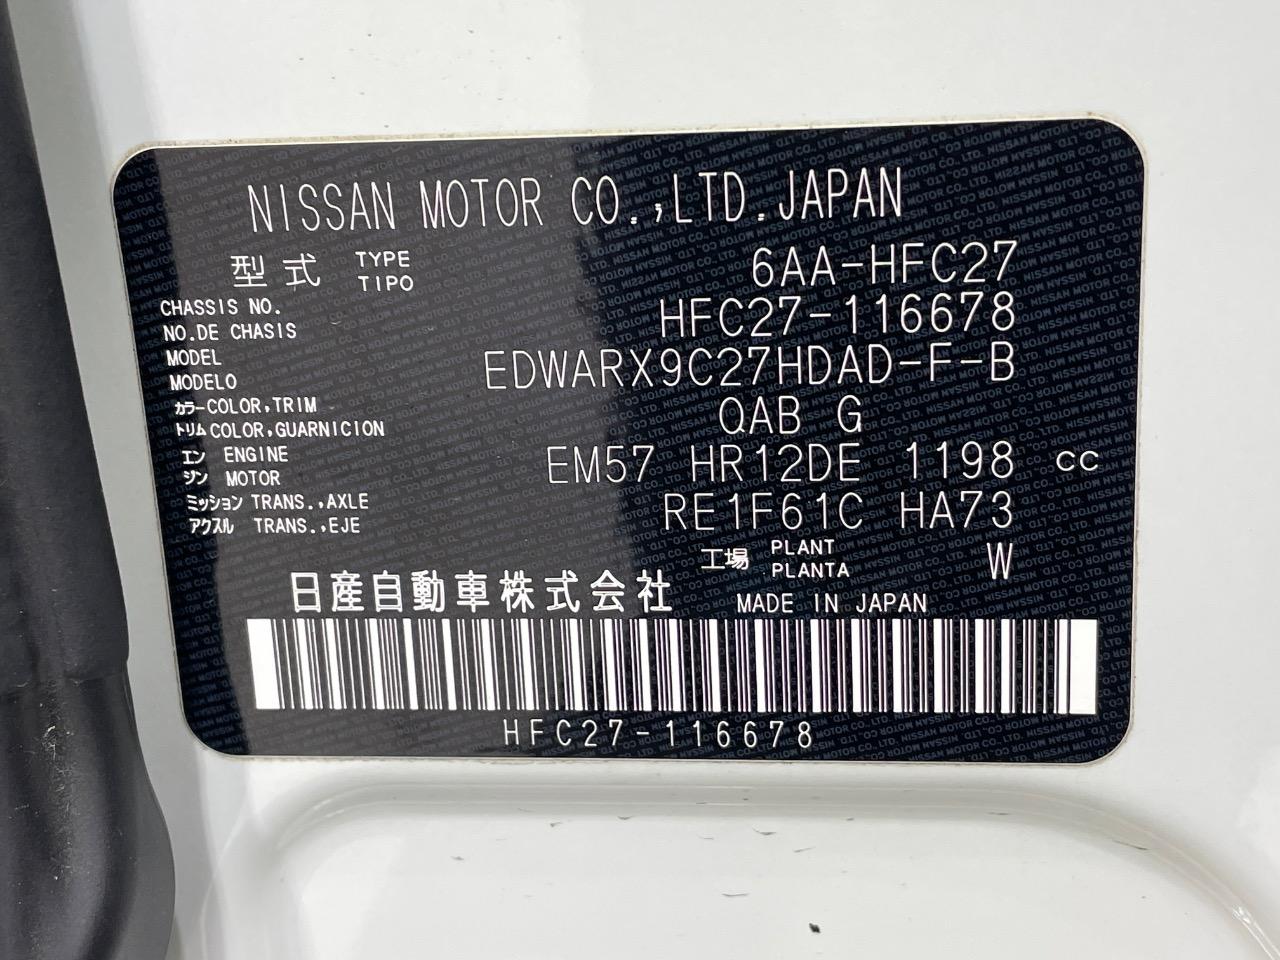 NISSAN MOTOR CO.,LTD.JAPAN
型式 TYPE TIPO 6AA-HFC27
CHASSIS NO. NO.DE CHASIS HFC27-116678
MODEL MODELO EDWARX9C27HDAD-F-B
カラー COLOR,TRIM トリム COLOR,GUARNICION QAB G
エン ジン ENGINE MOTOR EM57 HR12DE 1198 CC
ミッション TRANS.,AXLE アクスル TRANS.,EJE RE1F61C HA73
工場 PLANT PLANTA W
日産自動車株式会社 MADE IN JAPAN
HFC27-116678